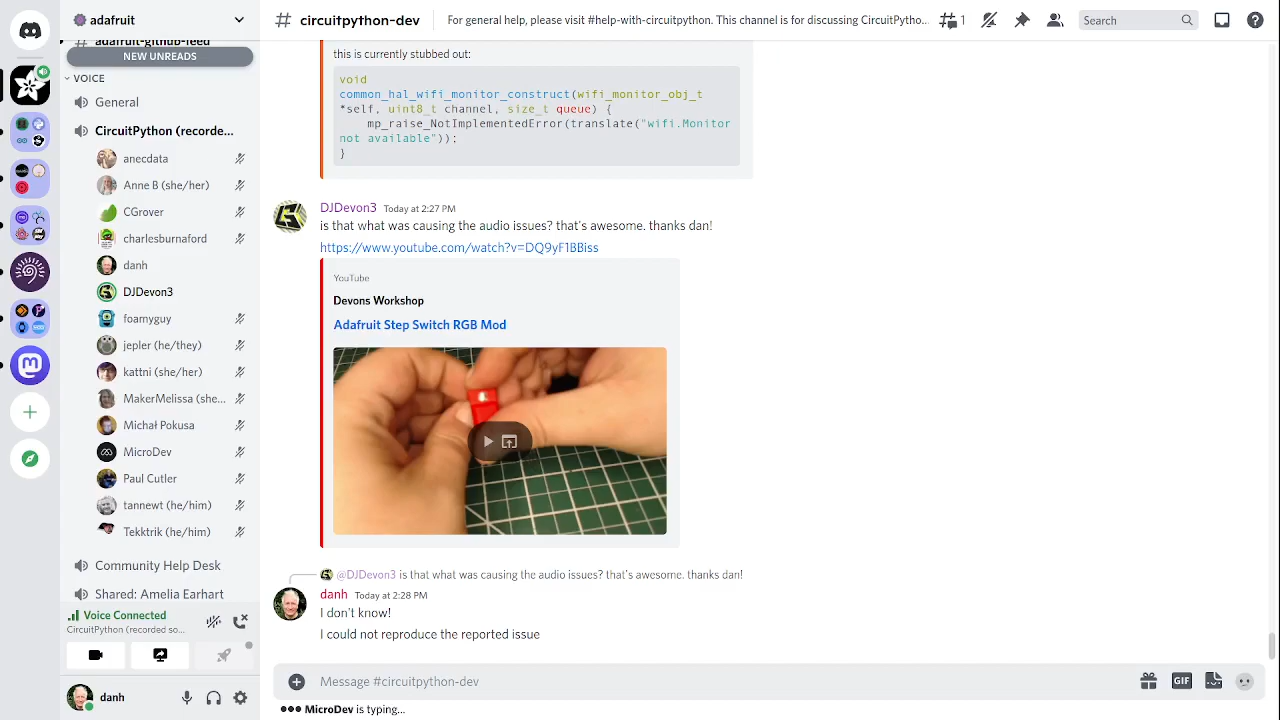 adafruit
# circuitpython-dev
For general help, please visit #help-with-circuitpython. This channel is for discussing CircuitPytho...
1
Search
# adafruit-github-feed
NEW UNREADS
VOICE
General
CircuitPython (recorde...
anecdata
Anne B (she/her)
CGrover
charlesburnaford
danh
DJDevon3
foamyguy
jepler (he/they)
kattni (she/her)
MakerMelissa (she...
Michał Pokusa
MicroDev
Paul Cutler
tannewt (he/him)
Tekktrik (he/him)
Community Help Desk
Shared: Amelia Earhart
Voice Connected
CircuitPython (recorded so...
danh
this is currently stubbed out:
void
common_hal_wifi_monitor_construct(wifi_monitor_obj_t
*self, uint8_t channel, size_t queue) {
mp_raise_NotImplementedError(translate("wifi.Monitor
not available"));
}
DJDevon3 Today at 2:27 PM
is that what was causing the audio issues? that's awesome. thanks dan!
https://www.youtube.com/watch?v=DQ9yF1BBiss
YouTube
Devons Workshop
Adafruit Step Switch RGB Mod
@DJDevon3 is that what was causing the audio issues? that's awesome. thanks dan!
danh Today at 2:28 PM
I don't know!
I could not reproduce the reported issue
Message #circuitpython-dev
GIF
MicroDev is typing...